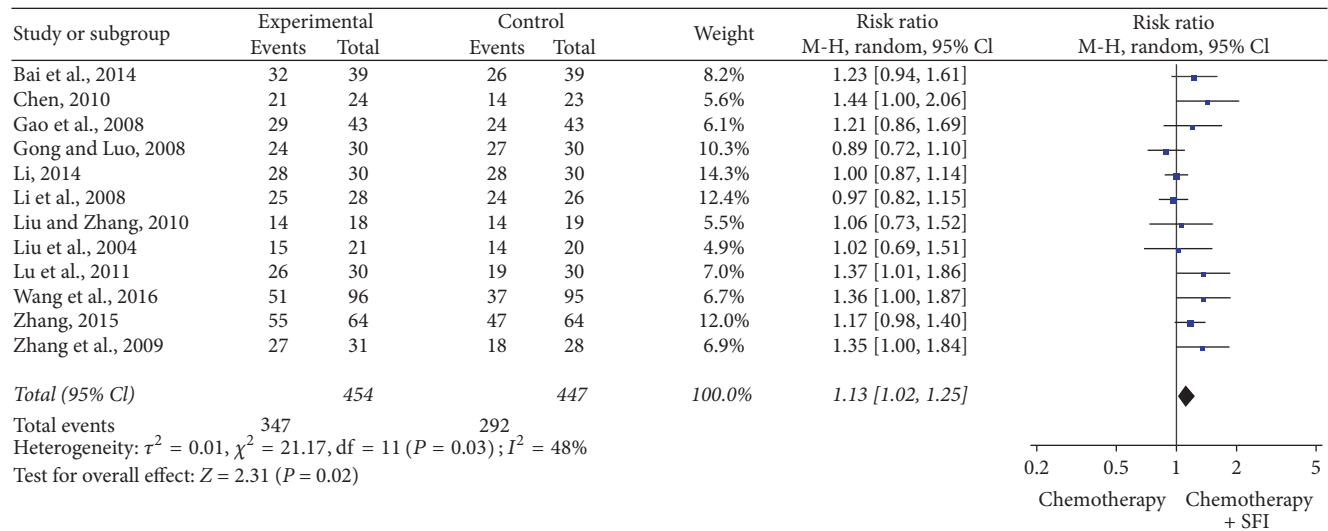 Study or subgroup Experimental Control Weight Risk ratio Risk ratio
Events Total Events Total M-H, random, 95% Cl M-H, random, 95% Cl
Bai et al., 2014 32 39 26 39 8.2% 1.23 [0.94, 1.61]
Chen, 2010 21 24 14 23 5.6% 1.44 [1.00, 2.06]
Gao et al., 2008 29 43 24 43 6.1% 1.21 [0.86, 1.69]
Gong and Luo, 2008 24 30 27 30 10.3% 0.89 [0.72, 1.10]
Li, 2014 28 30 28 30 14.3% 1.00 [0.87, 1.14]
Li et al., 2008 25 28 24 26 12.4% 0.97 [0.82, 1.15]
Liu and Zhang, 2010 14 18 14 19 5.5% 1.06 [0.73, 1.52]
Liu et al., 2004 15 21 14 20 4.9% 1.02 [0.69, 1.51]
Lu et al., 2011 26 30 19 30 7.0% 1.37 [1.01, 1.86]
Wang et al., 2016 51 96 37 95 6.7% 1.36 [1.00, 1.87]
Zhang, 2015 55 64 47 64 12.0% 1.17 [0.98, 1.40]
Zhang et al., 2009 27 31 18 28 6.9% 1.35 [1.00, 1.84]
Total (95% Cl) 454 447 100.0% 1.13 [1.02, 1.25]
Total events 347 292
Heterogeneity: τ² = 0.01, χ² = 21.17, df = 11 (P = 0.03); I² = 48%
Test for overall effect: Z = 2.31 (P = 0.02)
0.2 0.5 1 2 5
Chemotherapy Chemotherapy
+ SFI